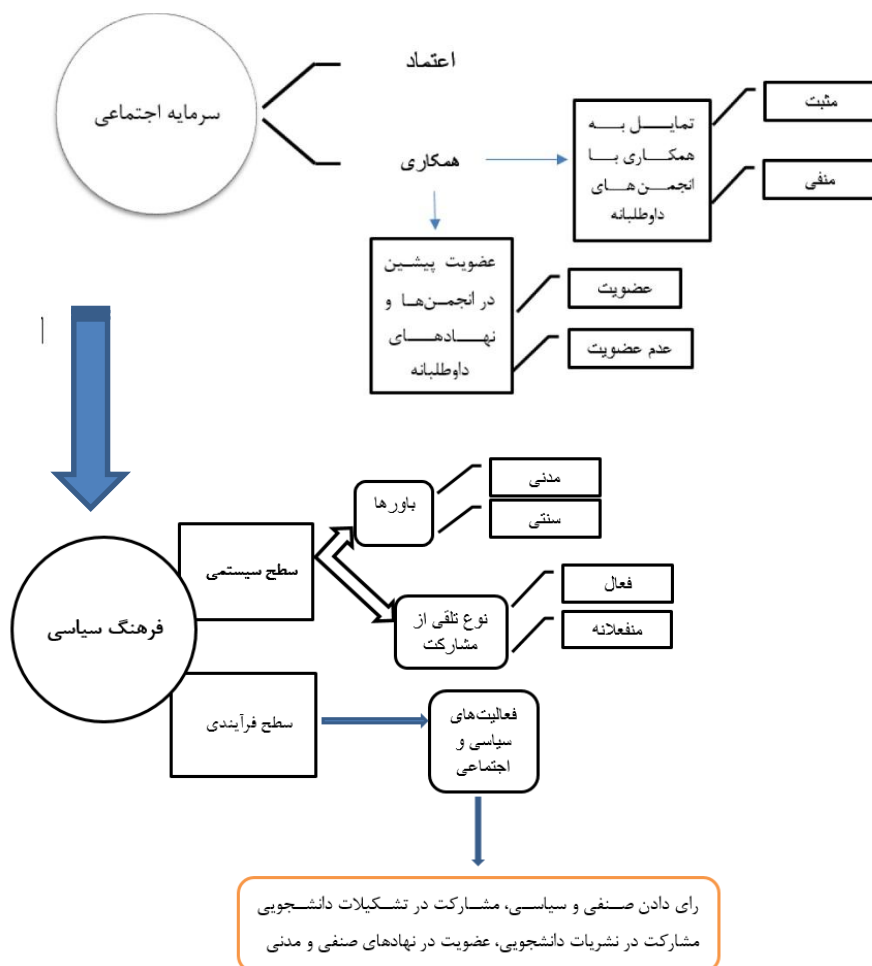 سرمایه اجتماعی
اعتماد
همکاری
تمایل به
همکاری با
انجمن‌های
داوطلبانه
مثبت
منفی
عضویت پیشین
در انجمن‌ها و
نهادهای
داوطلبانه
عضویت
عدم عضویت
ا
فرهنگ سیاسی
سطح سیستمی
باورها
مدنی
سنتی
نوع تلقی از
مشارکت
فعال
منفعلانه
سطح فرآیندی
فعالیت‌های
سیاسی و
اجتماعی
رای دادن صنفی و سیاسی، مشارکت در تشکیلات دانشجویی
مشارکت در نشریات دانشجویی، عضویت در نهادهای صنفی و مدنی